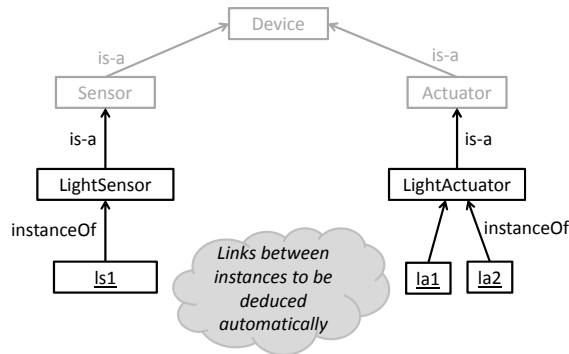 Device
is-a
is-a
Sensor
Actuator
is-a
is-a
LightSensor
LightActuator
instanceOf
instanceOf
Links between
instances to be
deduced
automatically
ls1
la1
la2